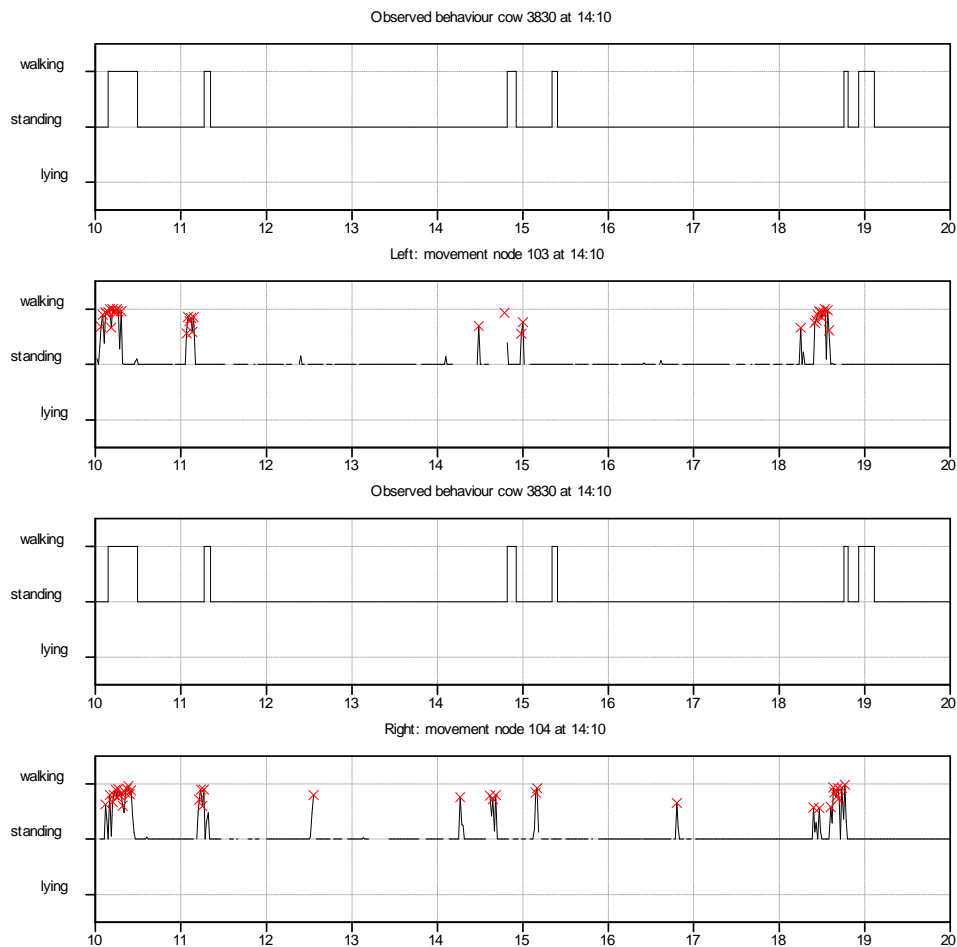 Observed behaviour cow 3830 at 14:10
walking
standing
lying
10 11 12 13 14 15 16 17 18 19 20
Left: movement node 103 at 14:10
walking
standing
lying
10 11 12 13 14 15 16 17 18 19 20
Observed behaviour cow 3830 at 14:10
walking
standing
lying
10 11 12 13 14 15 16 17 18 19 20
Right: movement node 104 at 14:10
walking
standing
lying
10 11 12 13 14 15 16 17 18 19 20